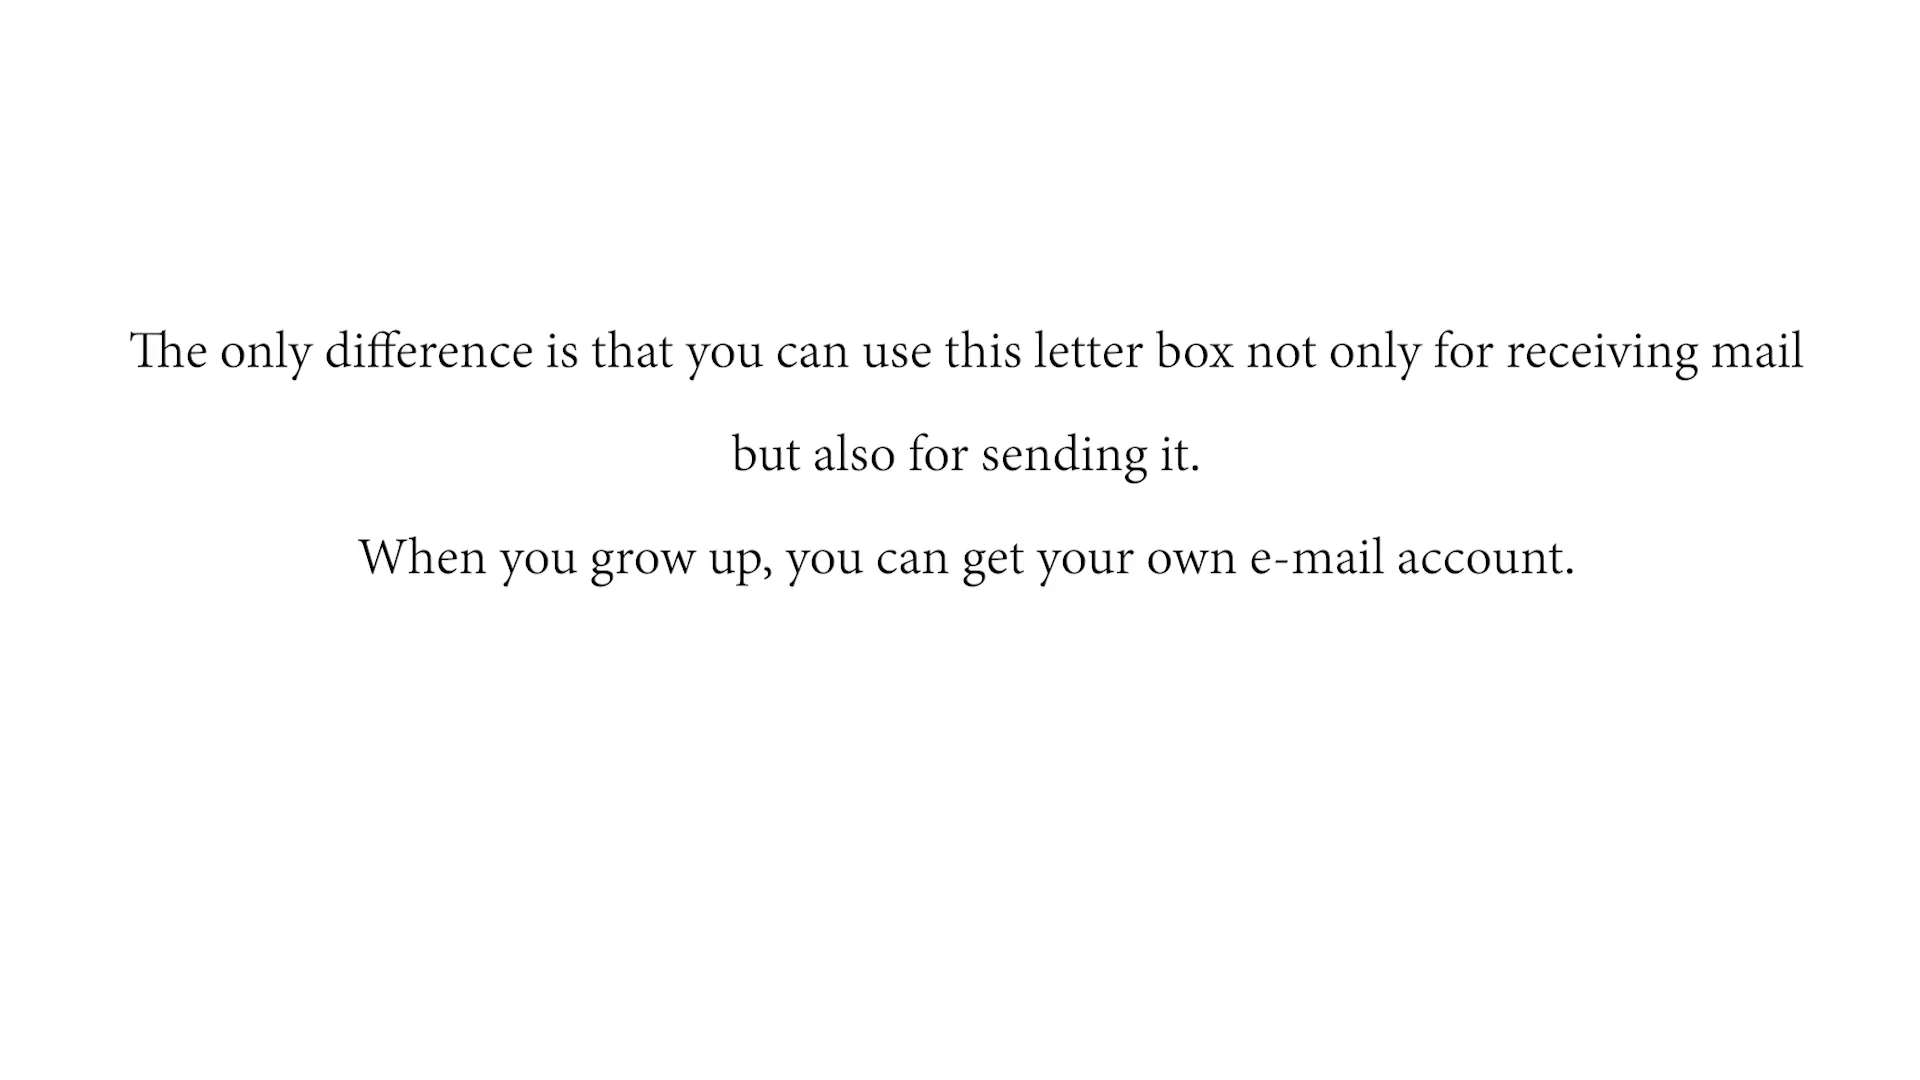 The only difference is that you can use this letter box not only for receiving mail
but also for sending it.
When you grow up, you can get your own e-mail account.